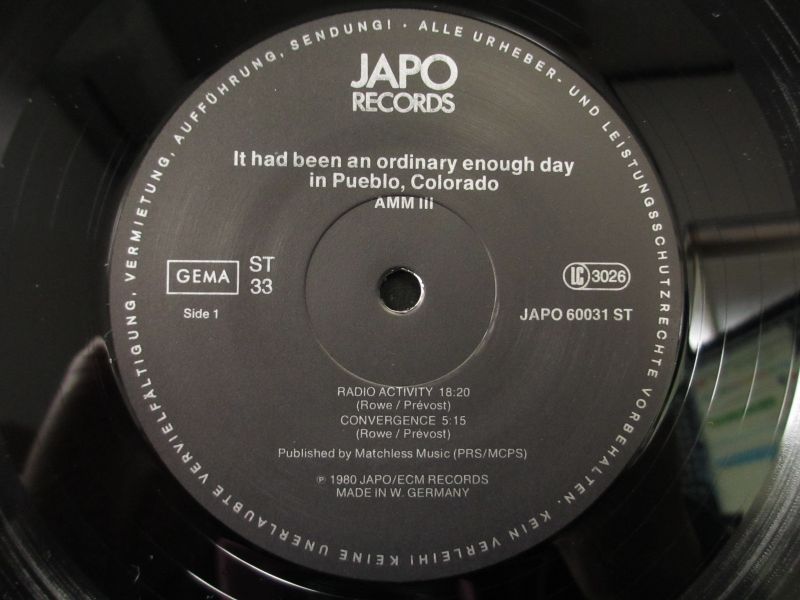 JAPO
RECORDS
It had been an ordinary enough day
in Pueblo, Colorado
AMM III
GEMA
ST
33
Side 1
LC 3026
JAPO 60031 ST
RADIO ACTIVITY 18:20
(Rowe / Prévost)
CONVERGENCE 5:15
(Rowe / Prévost)
Published by Matchless Music (PRS/MCPS)
℗ 1980 JAPO/ECM RECORDS
MADE IN W. GERMANY
ALLE URHEBER- UND LEISTUNGSSCHUTZRECHTE VORBEHALTEN. KEIN VERLEIH! KEINE UNERLAUBTE VERVIELFÄLTIGUNG, VERMIETUNG, AUFFÜHRUNG, SENDUNG! ·